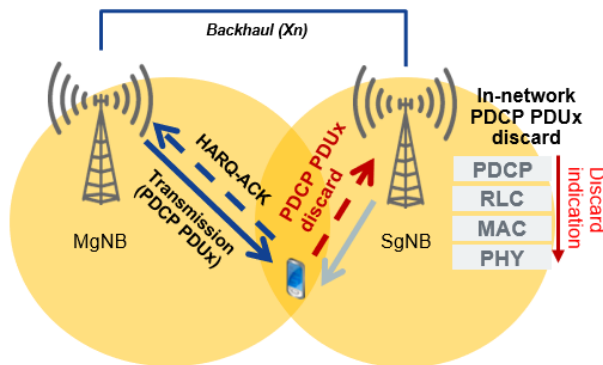 Backhaul (Xn)
In-network
PDCP PDUx
discard
HARQ-ACK
Transmission
(PDCP PDUx)
PDCP PDUx
discard
MgNB
SgNB
PDCP
RLC
MAC
PHY
Discard
indication